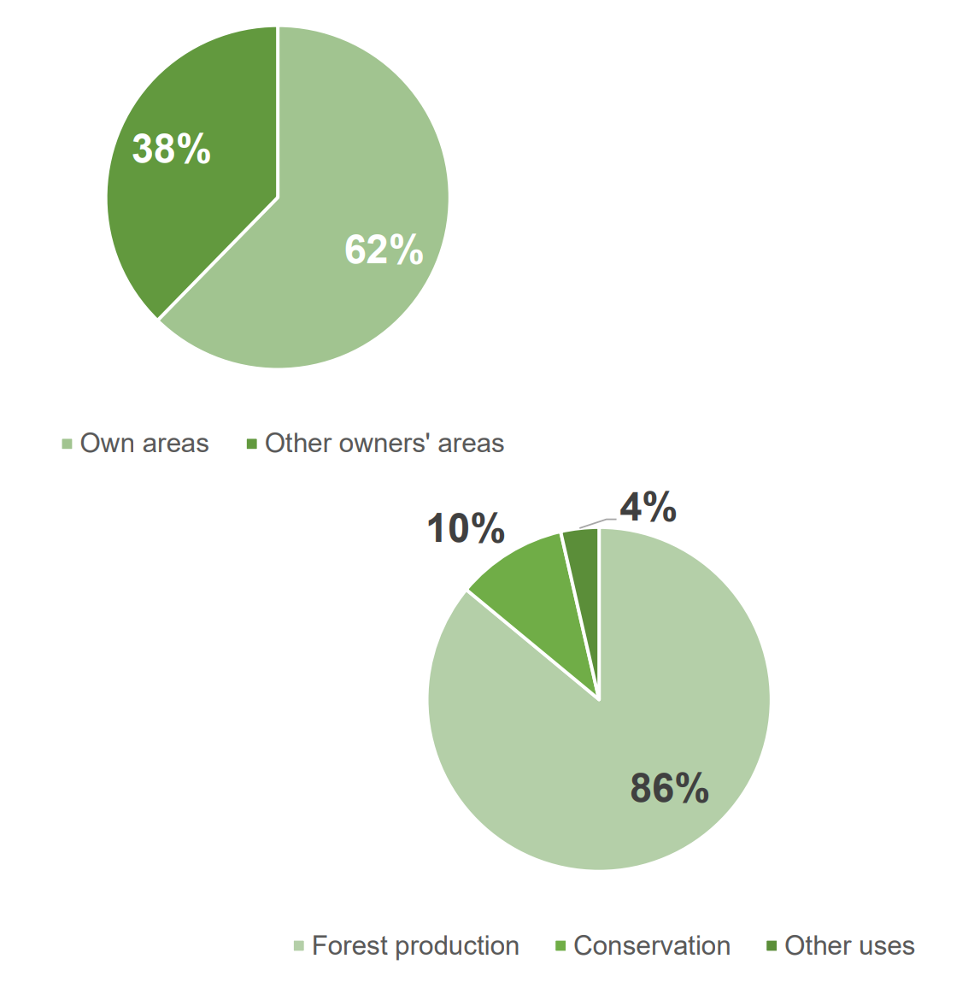 38%
62%
Own areas Other owners' areas
4%
10%
86%
Forest production Conservation Other uses